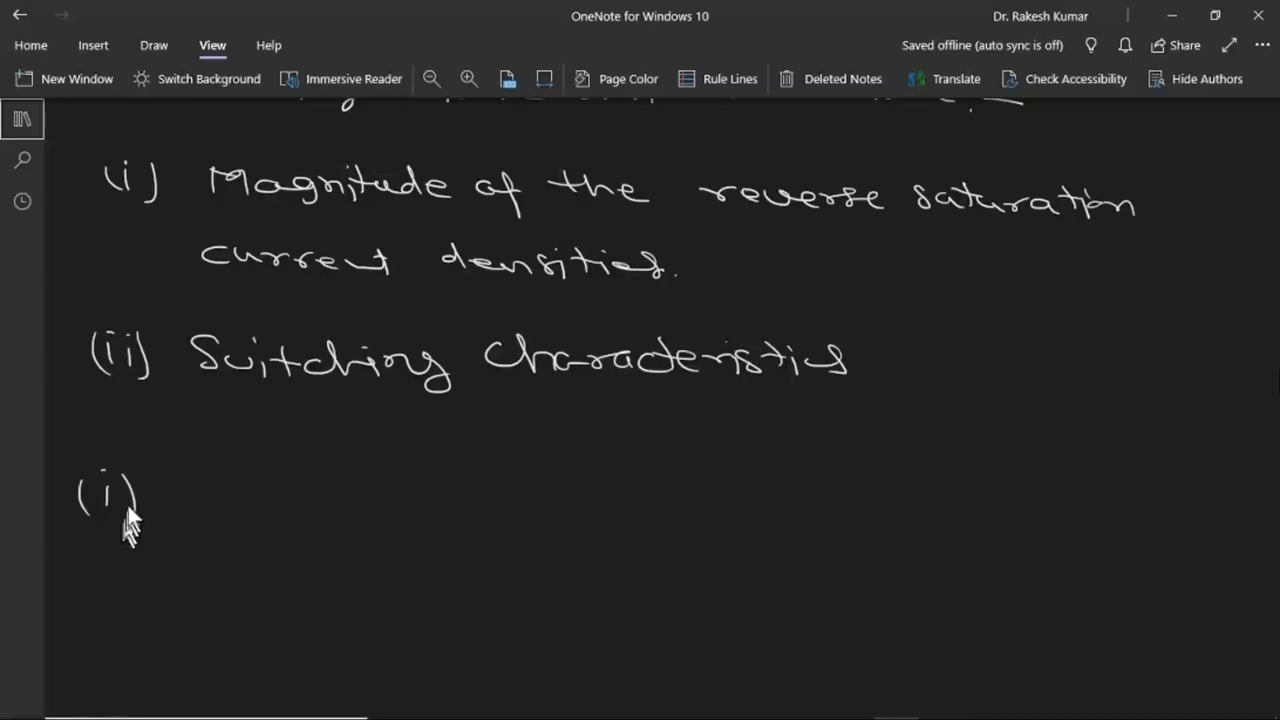 OneNote for Windows 10
Dr. Rakesh Kumar
Home Insert Draw View Help
Saved offline (auto sync is off) Share
New Window Switch Background Immersive Reader Page Color Rule Lines Deleted Notes Translate Check Accessibility Hide Authors
(i) Magnitude of the reverse saturation
current densities.
(ii) Switching Characteristics
(i)